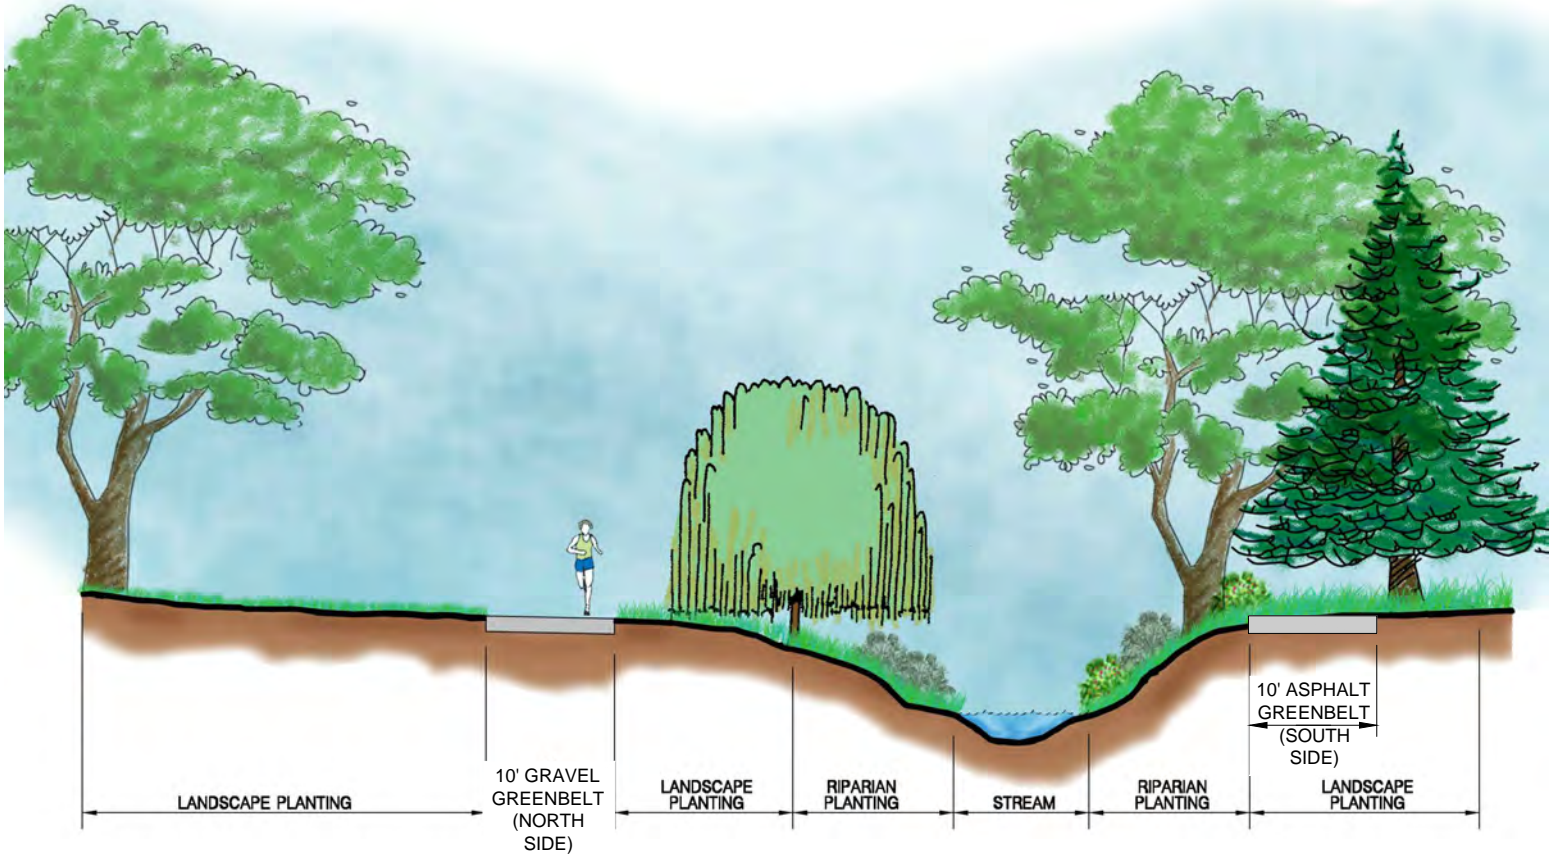 LANDSCAPE PLANTING
10' GRAVEL
GREENBELT
(NORTH
SIDE)
LANDSCAPE
PLANTING
RIPARIAN
PLANTING
STREAM
RIPARIAN
PLANTING
10' ASPHALT
GREENBELT
(SOUTH
SIDE)
LANDSCAPE
PLANTING